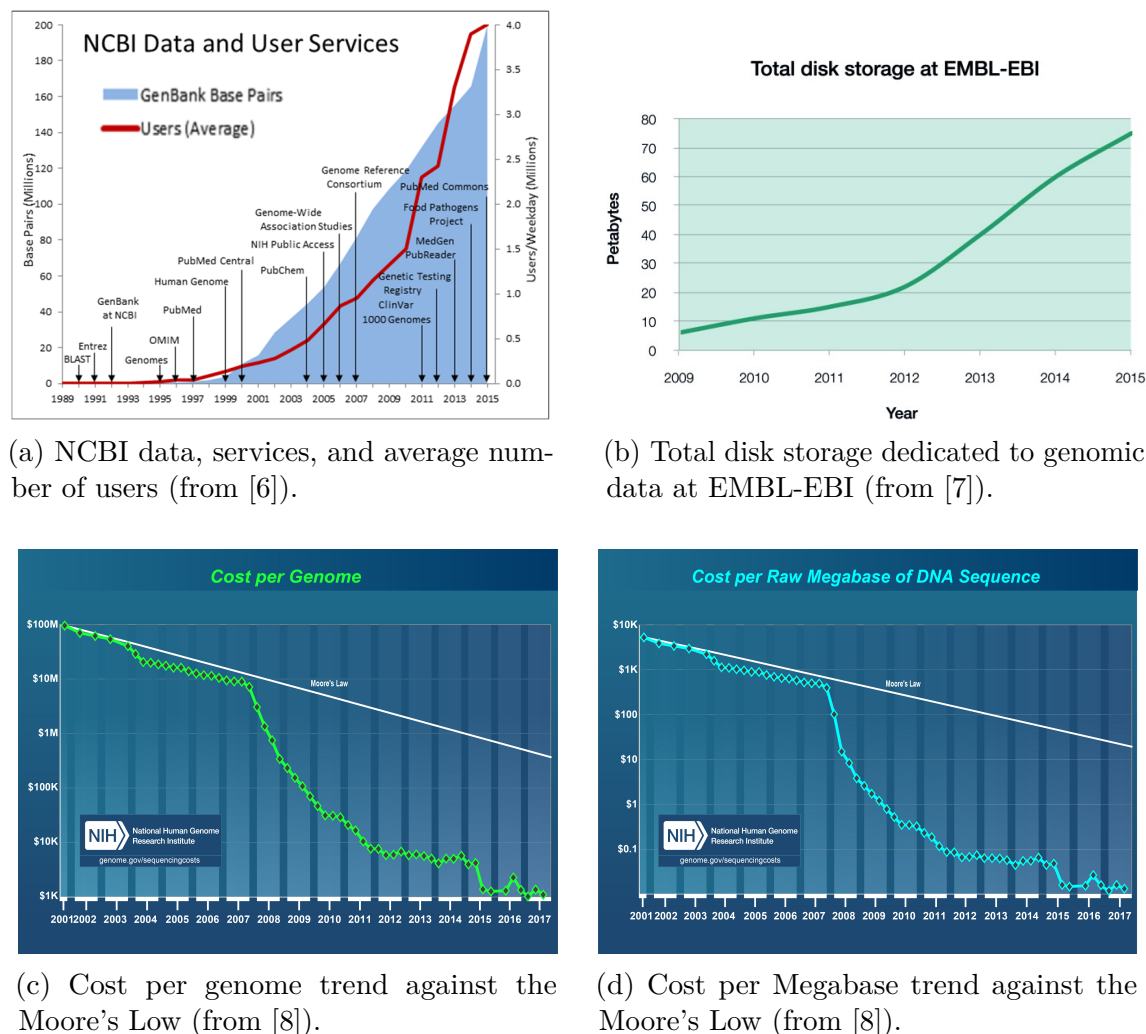 NCBI Data and User Services
GenBank Base Pairs
Users (Average)
Base Pairs (Millions)
200
180
160
140
120
100
80
60
40
20
0
4.0
3.5
3.0
2.5
2.0
1.5
1.0
0.5
0.0
Users/Weekday (Millions)
BLAST
Entrez
GenBank
at NCBI
Genomes
OMIM
PubMed
Human Genome
PubMed Central
PubChem
NIH Public Access
Genome-Wide
Association Studies
Genome Reference
Consortium
1000 Genomes
ClinVar
Genetic Testing
Registry
MedGen
PubReader
Food Pathogens
Project
PubMed Commons
1989 1991 1993 1995 1997 1999 2001 2003 2005 2007 2009 2011 2013 2015
(a) NCBI data, services, and average num-
ber of users (from [6]).
Total disk storage at EMBL-EBI
Petabytes
80
70
60
50
40
30
20
10
0
2009 2010 2011 2012 2013 2014 2015
Year
(b) Total disk storage dedicated to genomic
data at EMBL-EBI (from [7]).
Cost per Genome
$100M
$10M
$1M
$100K
$10K
$1K
Moore's Law
NIH
National Human Genome
Research Institute
genome.gov/sequencingcosts
2001 2002 2003 2004 2005 2006 2007 2008 2009 2010 2011 2012 2013 2014 2015 2016 2017
(c) Cost per genome trend against the
Moore's Low (from [8]).
Cost per Raw Megabase of DNA Sequence
$10K
$1K
$100
$10
$1
$0.1
Moore's Law
NIH
National Human Genome
Research Institute
genome.gov/sequencingcosts
2001 2002 2003 2004 2005 2006 2007 2008 2009 2010 2011 2012 2013 2014 2015 2016 2017
(d) Cost per Megabase trend against the
Moore's Low (from [8]).